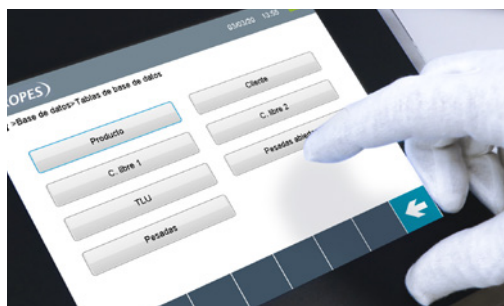 03/03/20 13:55
OPES)
>Base de datos>Tablas de base de datos
Producto
Cliente
C. libre 1
C. libre 2
TLU
Pesadas abiertas
Pesadas